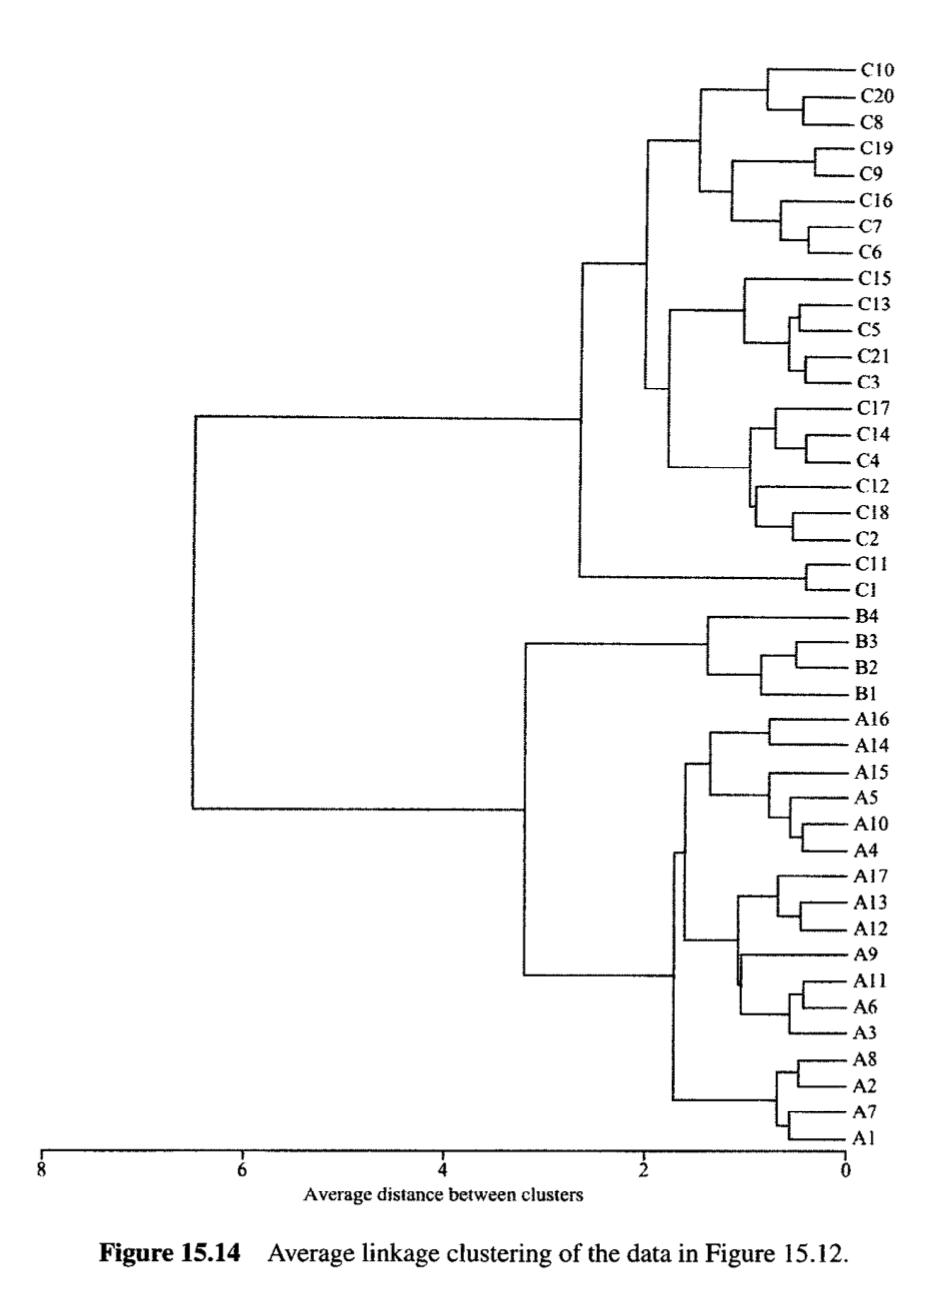 C10
C20
C8
C19
C9
C16
C7
C6
C15
C13
C5
C21
C3
C17
C14
C4
C12
C18
C2
C11
C1
B4
B3
B2
B1
A16
A14
A15
A5
A10
A4
A17
A13
A12
A9
A11
A6
A3
A8
A2
A7
A1
8 6 4 2 0
Average distance between clusters
Figure 15.14 Average linkage clustering of the data in Figure 15.12.